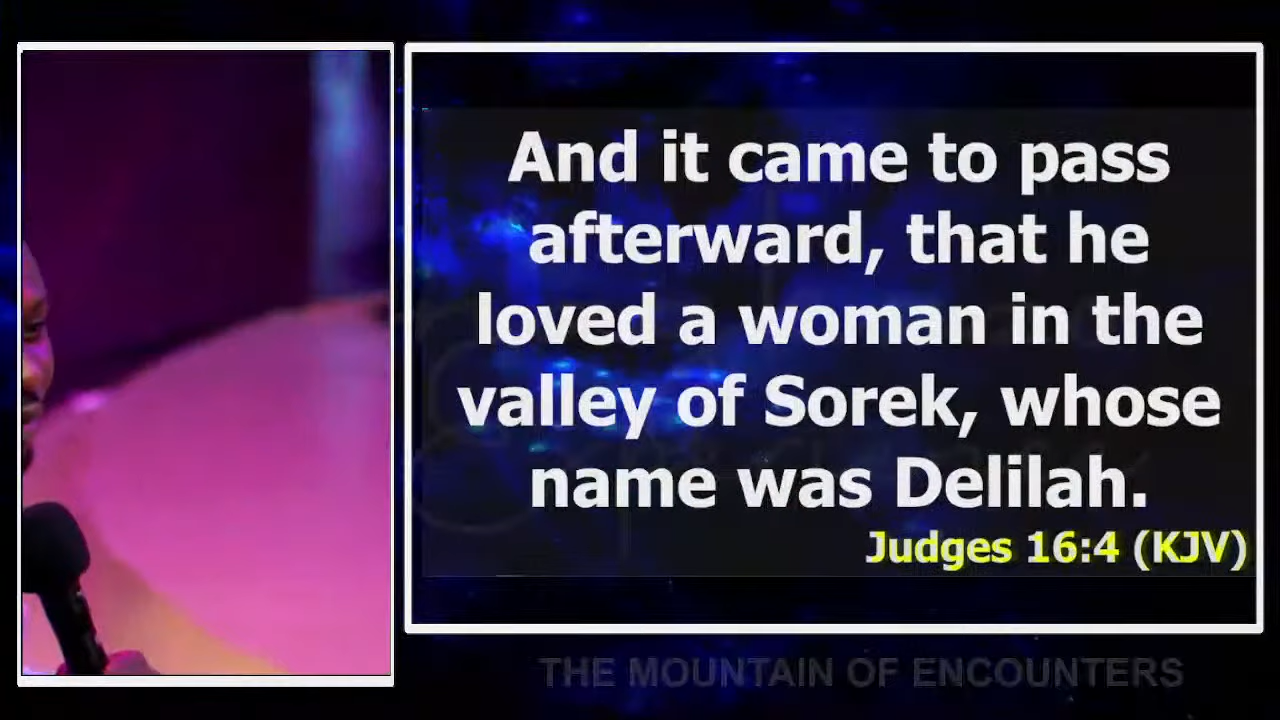 And it came to pass
afterward, that he
loved a woman in the
valley of Sorek, whose
name was Delilah.
Judges 16:4 (KJV)
THE MOUNTAIN OF ENCOUNTERS